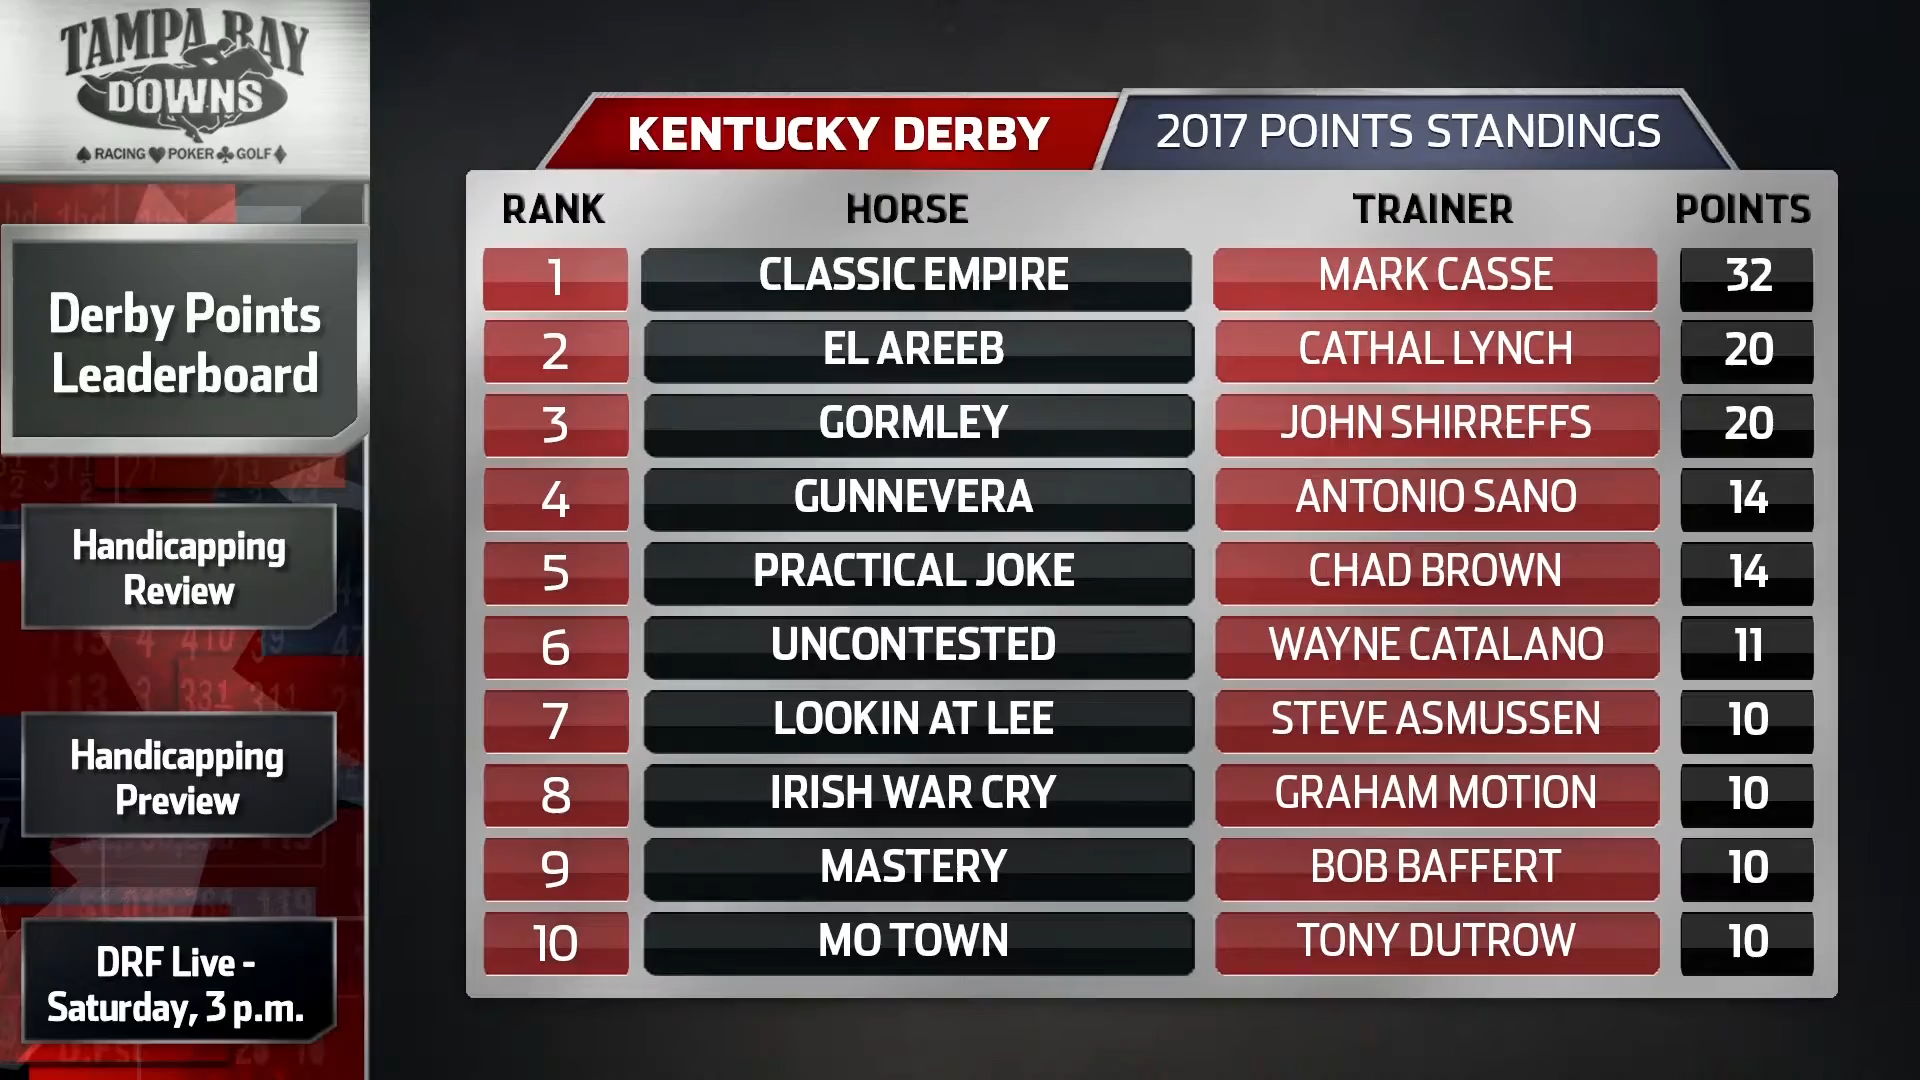 TAMPA BAY
DOWNS
RACING POKER GOLF
Derby Points
Leaderboard
Handicapping
Review
Handicapping
Preview
DRF Live -
Saturday, 3 p.m.
KENTUCKY DERBY 2017 POINTS STANDINGS
RANK HORSE TRAINER POINTS
1 CLASSIC EMPIRE MARK CASSE 32
2 EL AREEB CATHAL LYNCH 20
3 GORMLEY JOHN SHIRREFFS 20
4 GUNNEVERA ANTONIO SANO 14
5 PRACTICAL JOKE CHAD BROWN 14
6 UNCONTESTED WAYNE CATALANO 11
7 LOOKIN AT LEE STEVE ASMUSSEN 10
8 IRISH WAR CRY GRAHAM MOTION 10
9 MASTERY BOB BAFFERT 10
10 MO TOWN TONY DUTROW 10